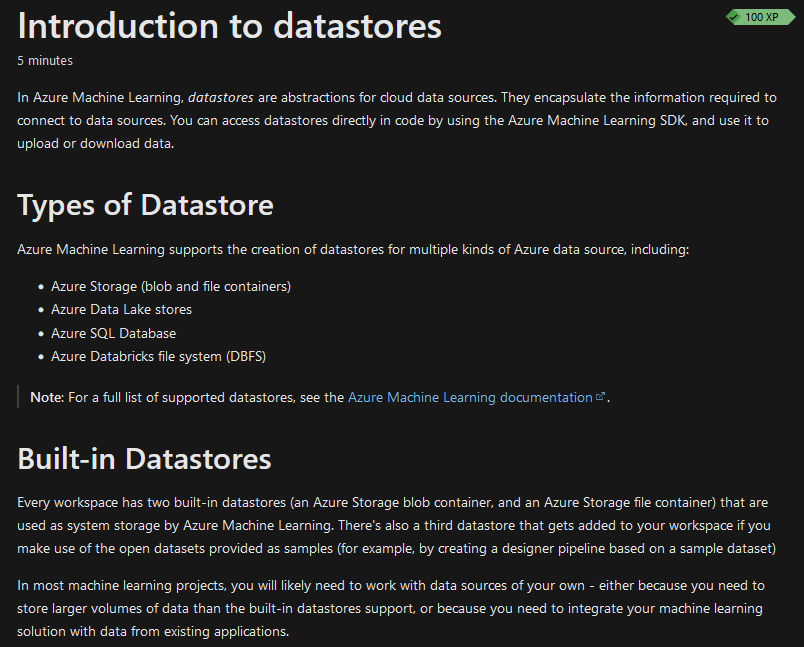 Introduction to datastores
100 XP
5 minutes
In Azure Machine Learning, datastores are abstractions for cloud data sources. They encapsulate the information required to
connect to data sources. You can access datastores directly in code by using the Azure Machine Learning SDK, and use it to
upload or download data.
Types of Datastore
Azure Machine Learning supports the creation of datastores for multiple kinds of Azure data source, including:
• Azure Storage (blob and file containers)
• Azure Data Lake stores
• Azure SQL Database
• Azure Databricks file system (DBFS)
Note: For a full list of supported datastores, see the Azure Machine Learning documentation.
Built-in Datastores
Every workspace has two built-in datastores (an Azure Storage blob container, and an Azure Storage file container) that are
used as system storage by Azure Machine Learning. There's also a third datastore that gets added to your workspace if you
make use of the open datasets provided as samples (for example, by creating a designer pipeline based on a sample dataset)
In most machine learning projects, you will likely need to work with data sources of your own - either because you need to
store larger volumes of data than the built-in datastores support, or because you need to integrate your machine learning
solution with data from existing applications.